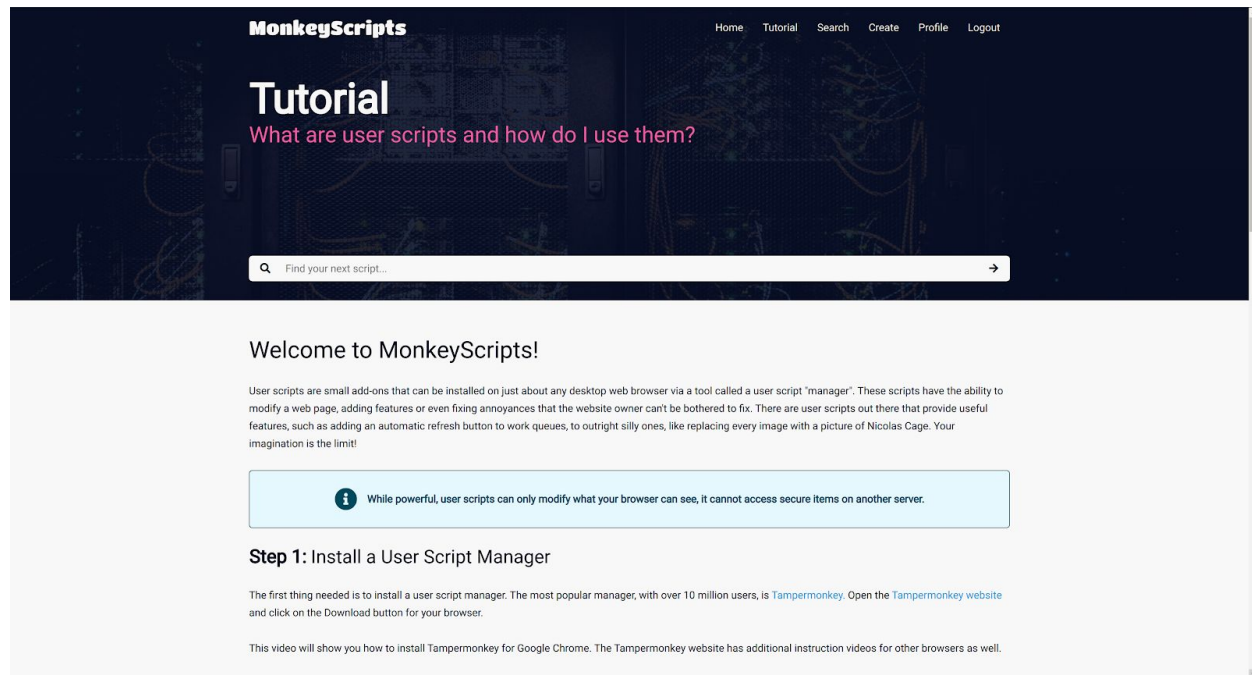 MonkeyScripts
Home Tutorial Search Create Profile Logout
Tutorial
What are user scripts and how do I use them?
Find your next script...
Welcome to MonkeyScripts!
User scripts are small add-ons that can be installed on just about any desktop web browser via a tool called a user script "manager". These scripts have the ability to
modify a web page, adding features or even fixing annoyances that the website owner can't be bothered to fix. There are user scripts out there that provide useful
features, such as adding an automatic refresh button to work queues, to outright silly ones, like replacing every image with a picture of Nicolas Cage. Your
imagination is the limit!
While powerful, user scripts can only modify what your browser can see, it cannot access secure items on another server.
Step 1: Install a User Script Manager
The first thing needed is to install a user script manager. The most popular manager, with over 10 million users, is Tampermonkey. Open the Tampermonkey website
and click on the Download button for your browser.
This video will show you how to install Tampermonkey for Google Chrome. The Tampermonkey website has additional instruction videos for other browsers as well.